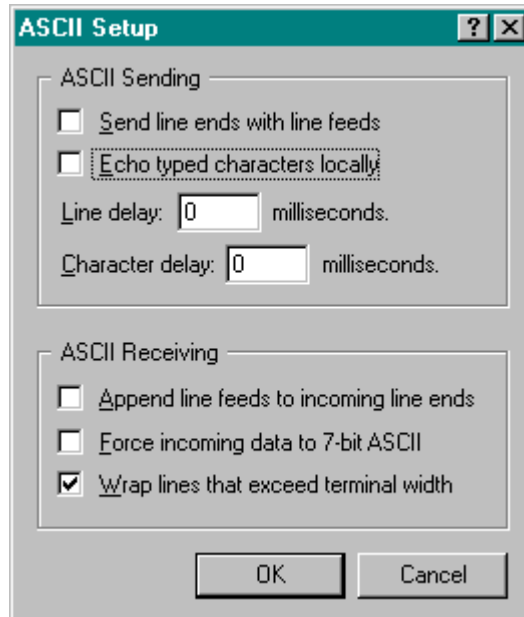 ASCII Setup ? X
ASCII Sending
Send line ends with line feeds
Echo typed characters locally
Line delay: 0 milliseconds.
Character delay: 0 milliseconds.
ASCII Receiving
Append line feeds to incoming line ends
Force incoming data to 7-bit ASCII
Wrap lines that exceed terminal width
OK Cancel